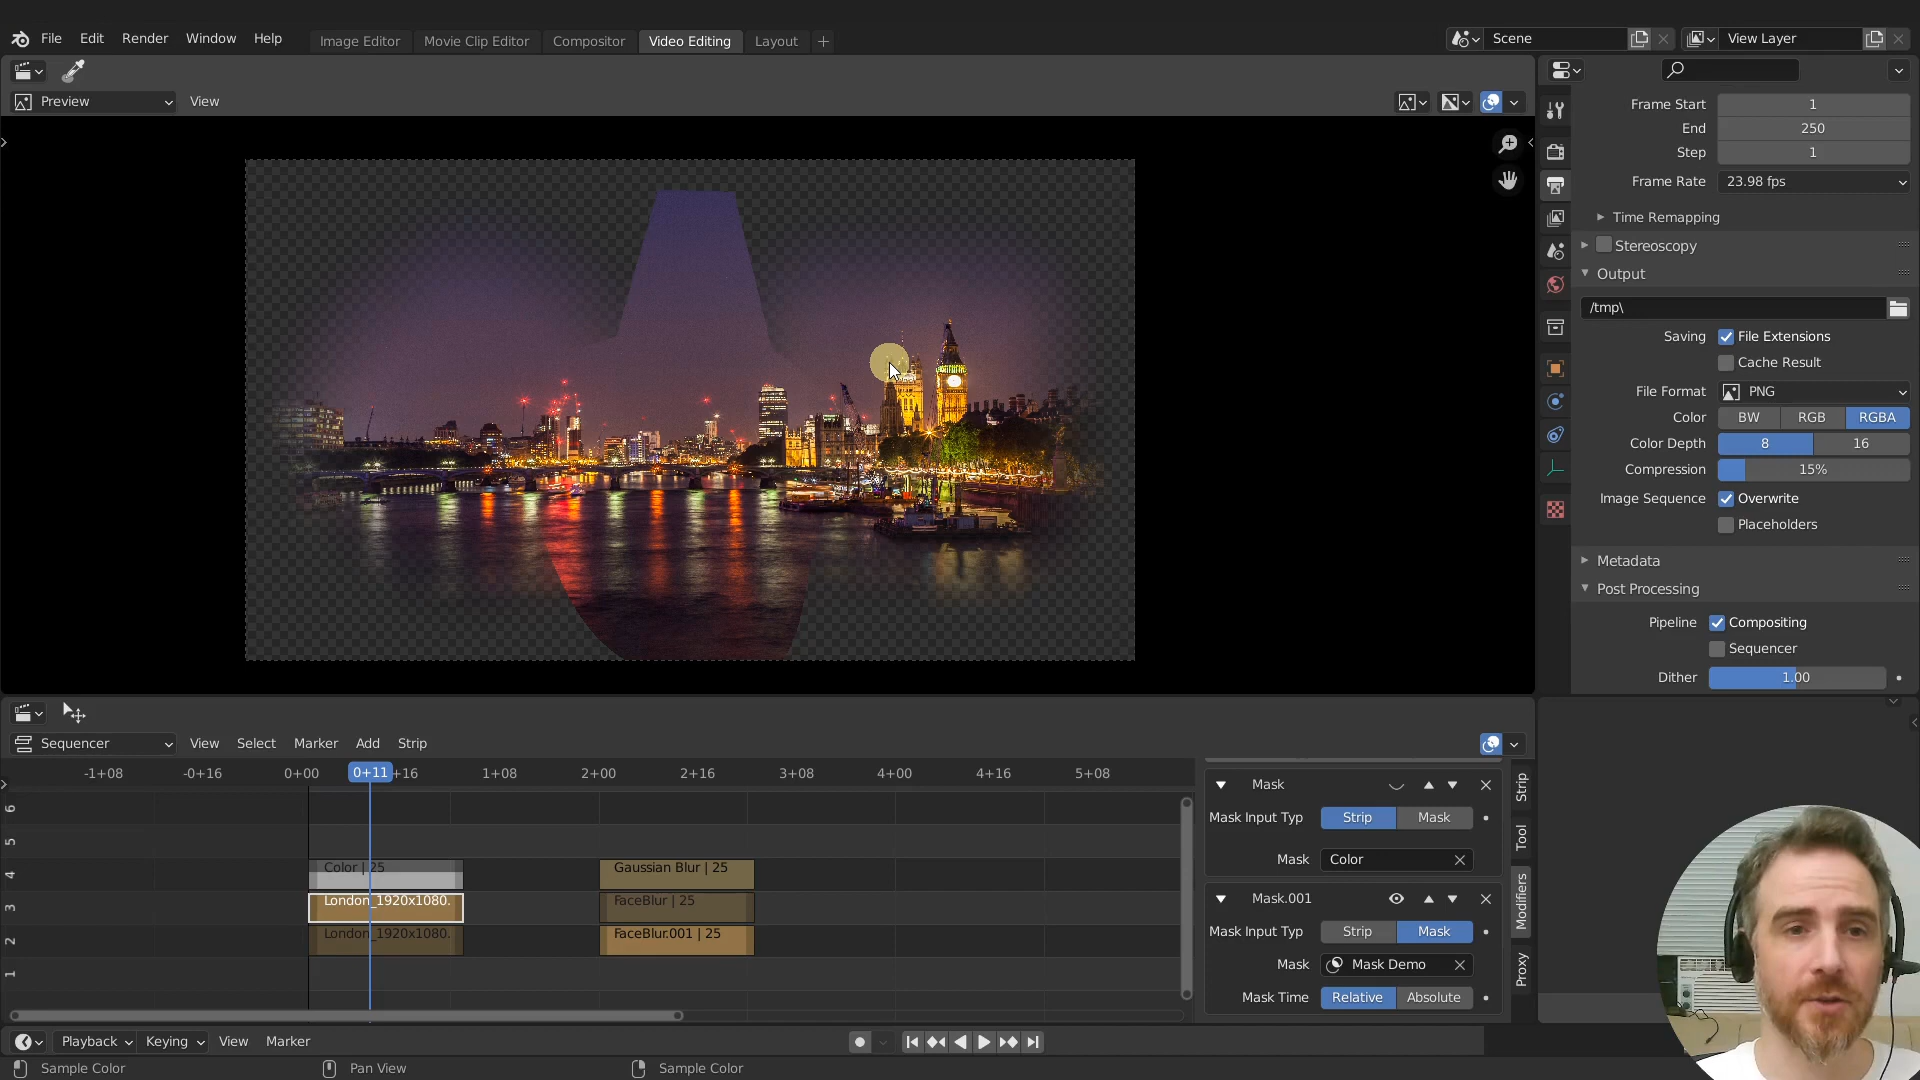 File Edit Render Window Help
Image Editor Movie Clip Editor Compositor Video Editing Layout +
Scene
View Layer
Preview View
Frame Start 1
End 250
Step 1
Frame Rate 23.98 fps
Time Remapping
Stereoscopy
Output
/tmp\
Saving File Extensions
Cache Result
File Format PNG
Color BW RGB RGBA
Color Depth 8 16
Compression 15%
Image Sequence Overwrite
Placeholders
Metadata
Post Processing
Pipeline Compositing
Sequencer
Dither 1.00
Sequencer View Select Marker Add Strip
-1+08 -0+16 0+00 0+11 +16 1+08 2+00 2+16 3+08 4+00 4+16 5+08
6
5
4
3
2
1
Color | 25
London_1920x1080.
London_1920x1080.
Gaussian Blur | 25
FaceBlur | 25
FaceBlur.001 | 25
Mask
Mask Input Typ Strip Mask
Mask Color
Mask.001
Mask Input Typ Strip Mask
Mask Mask Demo
Mask Time Relative Absolute
Strip
Tool
Modifiers
Proxy
Playback Keying View Marker
Sample Color Pan View Sample Color